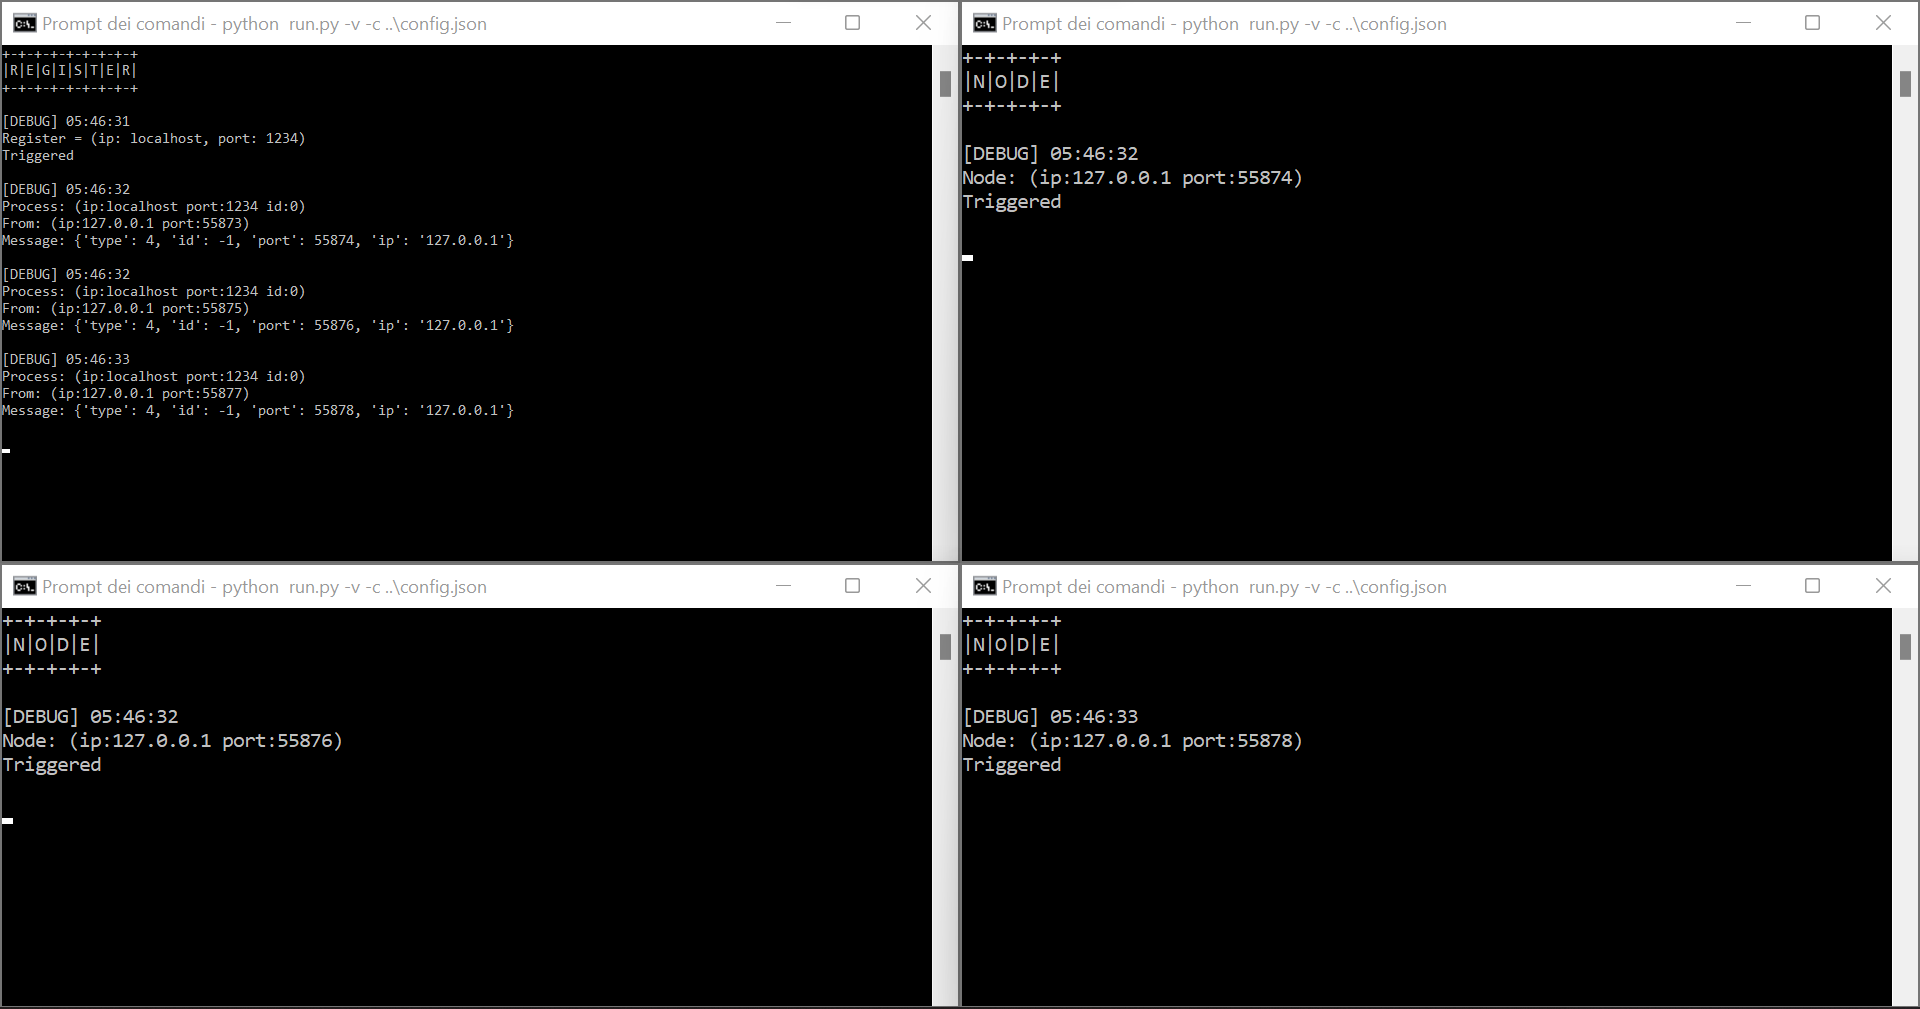 Prompt dei comandi - python  run.py -v -c ..\config.json
+-+-+-+-+-+-+-+-+
|R|E|G|I|S|T|E|R|
+-+-+-+-+-+-+-+-+
[DEBUG] 05:46:31
Register = (ip: localhost, port: 1234)
Triggered
[DEBUG] 05:46:32
Process: (ip:localhost port:1234 id:0)
From: (ip:127.0.0.1 port:55873)
Message: {'type': 4, 'id': -1, 'port': 55874, 'ip': '127.0.0.1'}
[DEBUG] 05:46:32
Process: (ip:localhost port:1234 id:0)
From: (ip:127.0.0.1 port:55875)
Message: {'type': 4, 'id': -1, 'port': 55876, 'ip': '127.0.0.1'}
[DEBUG] 05:46:33
Process: (ip:localhost port:1234 id:0)
From: (ip:127.0.0.1 port:55877)
Message: {'type': 4, 'id': -1, 'port': 55878, 'ip': '127.0.0.1'}
Prompt dei comandi - python  run.py -v -c ..\config.json
+-+-+-+-+
|N|O|D|E|
+-+-+-+-+
[DEBUG] 05:46:32
Node: (ip:127.0.0.1 port:55874)
Triggered
Prompt dei comandi - python  run.py -v -c ..\config.json
+-+-+-+-+
|N|O|D|E|
+-+-+-+-+
[DEBUG] 05:46:32
Node: (ip:127.0.0.1 port:55876)
Triggered
Prompt dei comandi - python  run.py -v -c ..\config.json
+-+-+-+-+
|N|O|D|E|
+-+-+-+-+
[DEBUG] 05:46:33
Node: (ip:127.0.0.1 port:55878)
Triggered